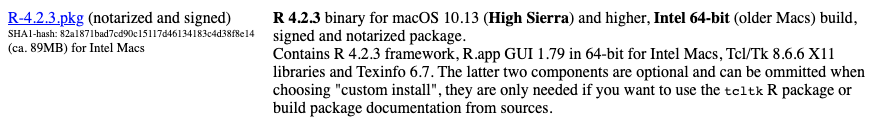 R-4.2.3.pkg (notarized and signed)
SHA1-hash: 82a1871bad7cd90c15117d46134183c4d38f8e14
(ca. 89MB) for Intel Macs
R 4.2.3 binary for macOS 10.13 (High Sierra) and higher, Intel 64-bit (older Macs) build,
signed and notarized package.
Contains R 4.2.3 framework, R.app GUI 1.79 in 64-bit for Intel Macs, Tcl/Tk 8.6.6 X11
libraries and Texinfo 6.7. The latter two components are optional and can be ommitted when
choosing "custom install", they are only needed if you want to use the tcltk R package or
build package documentation from sources.